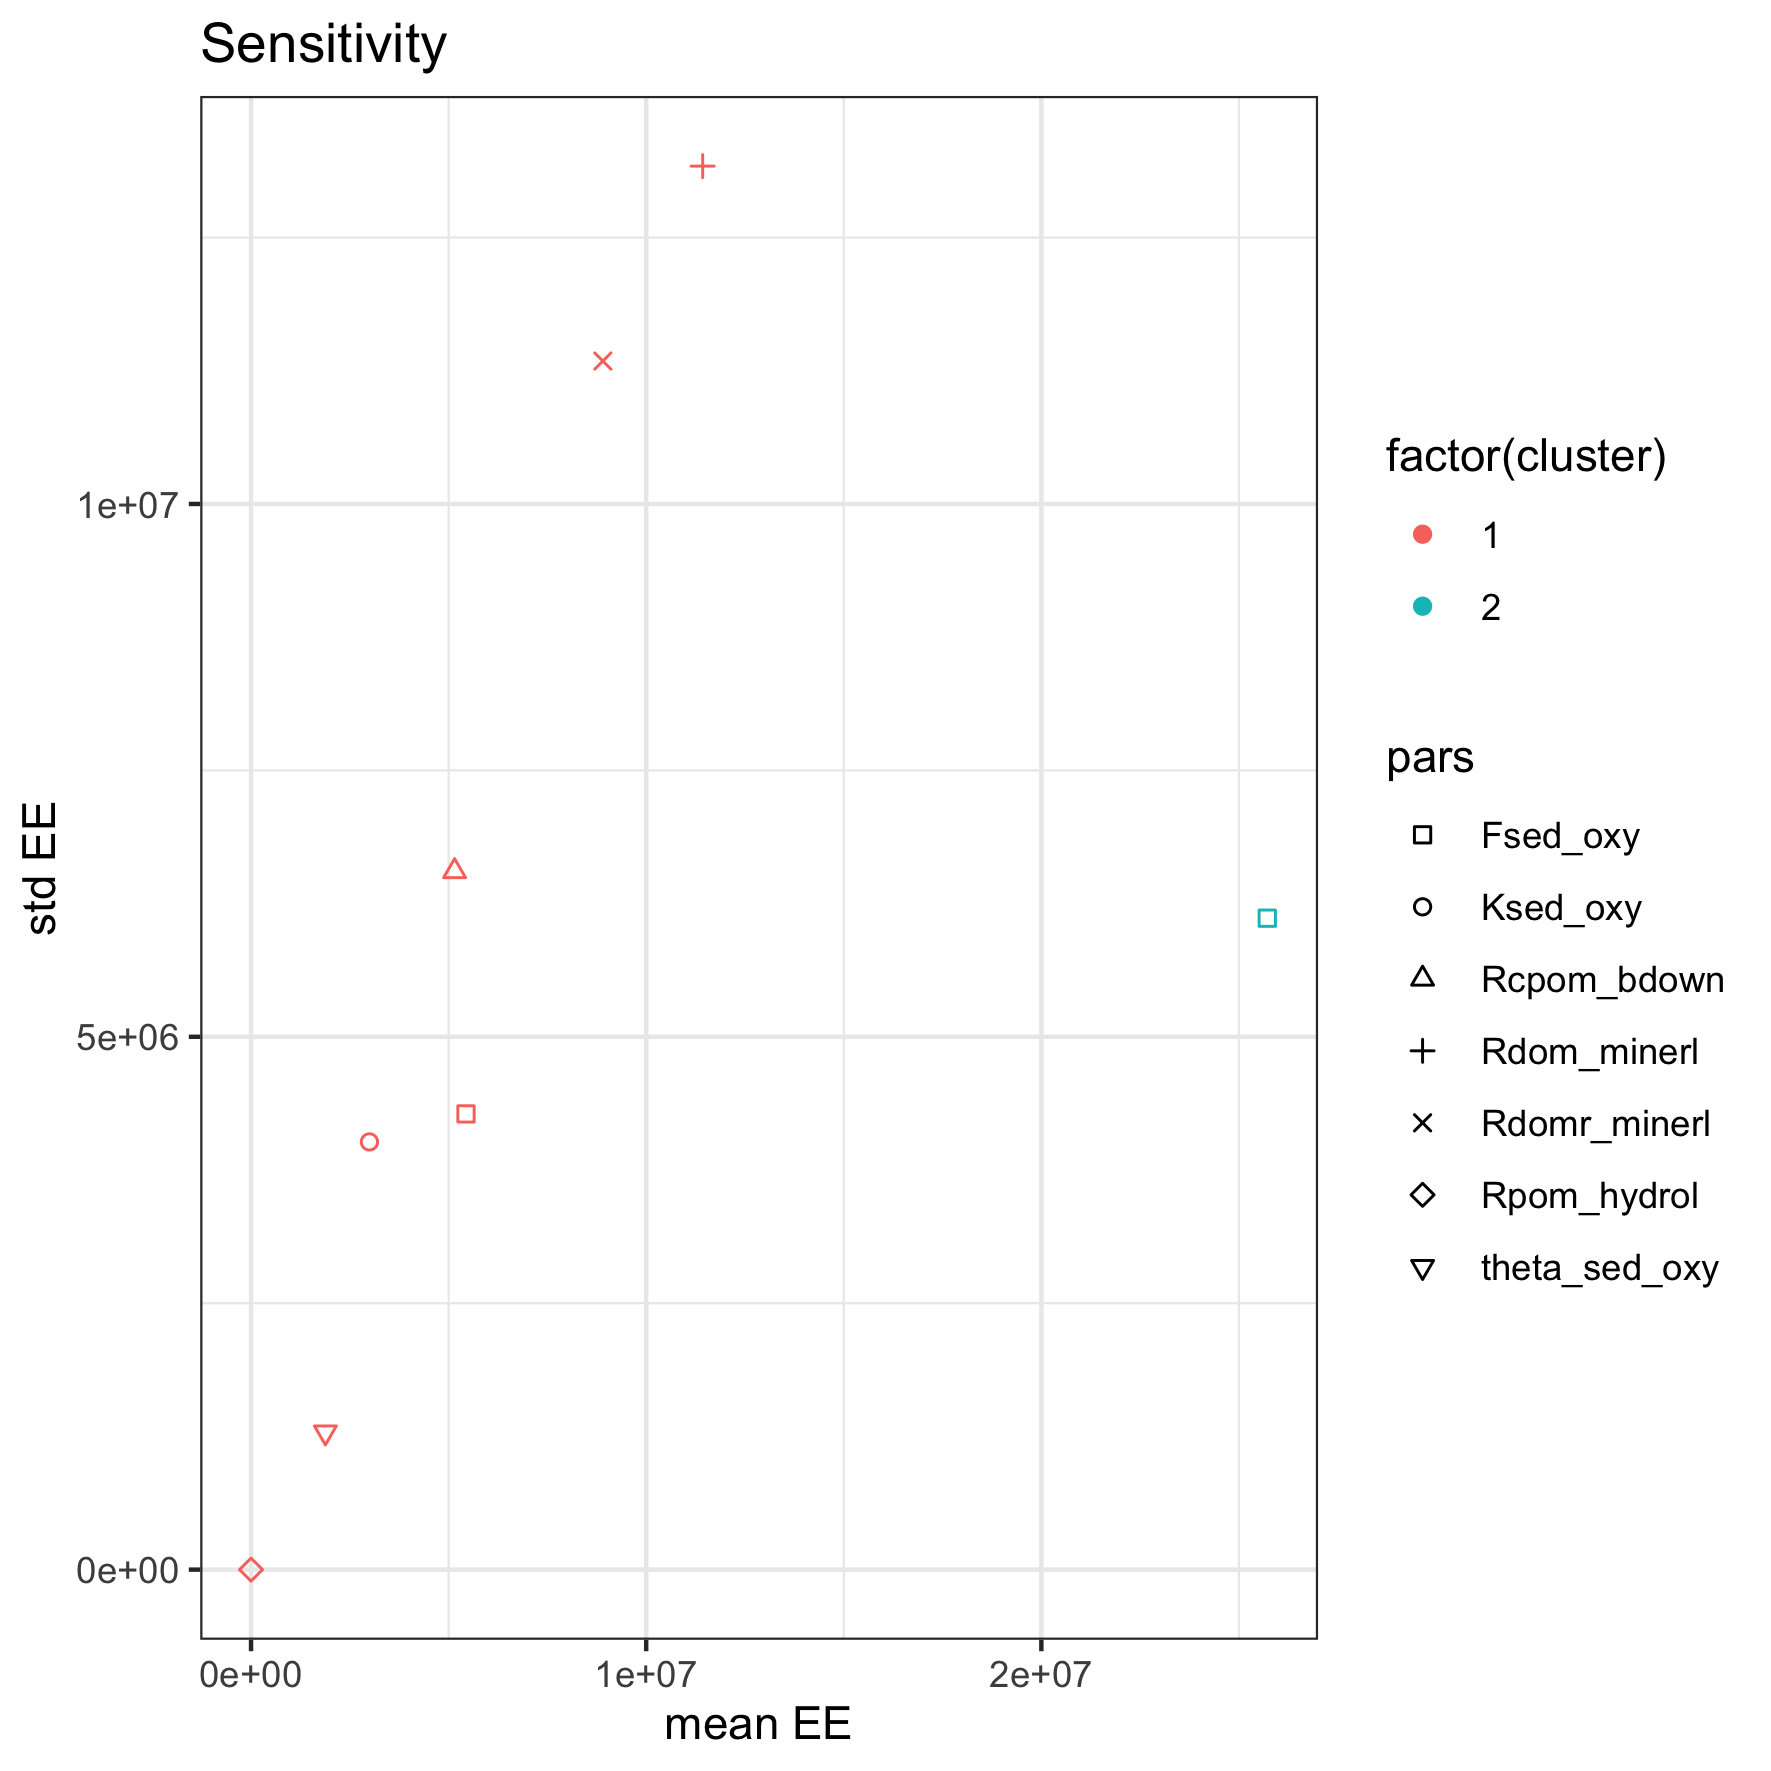 Sensitivity
1e+07
5e+06
0e+00
std EE
0e+00
1e+07
2e+07
mean EE
factor(cluster)
1
2
pars
Fsed_oxy
Ksed_oxy
Rcpom_bdown
Rdom_minerl
Rdomr_minerl
Rpom_hydrol
theta_sed_oxy